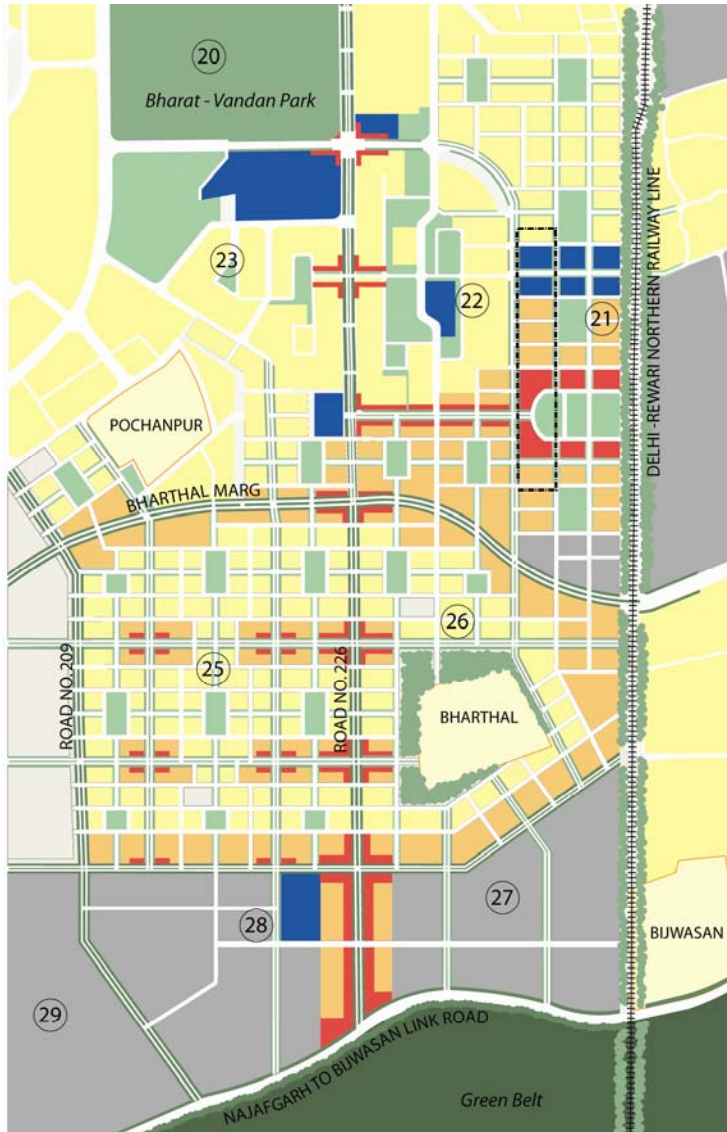 20
Bharat - Vandan Park
DELHI -REWARI NORTHERN RAILWAY LINE
23
22
21
POCHANPUR
BHARTHAL MARG
26
25
ROAD NO. 209
ROAD NO. 226
BHARTHAL
27
28
BIJWASAN
29
NAJAFGARH TO BIJWASAN LINK ROAD
Green Belt